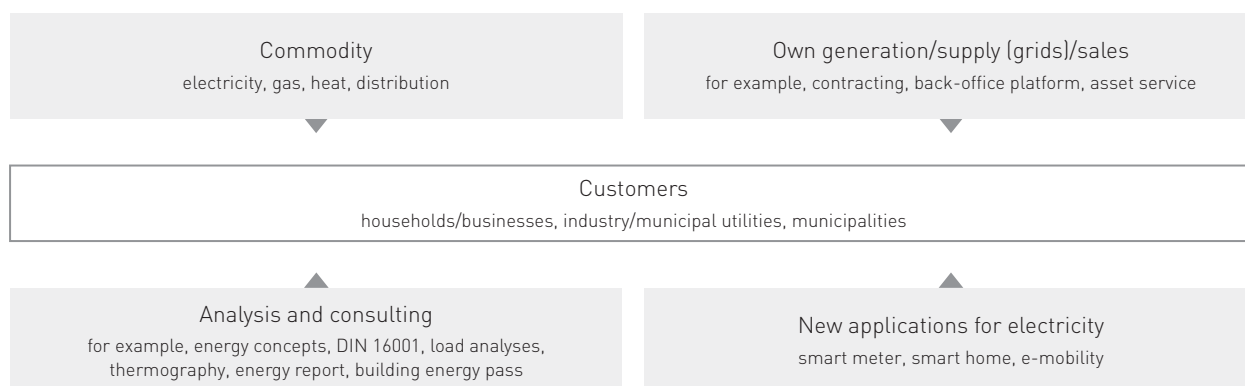 Commodity
electricity, gas, heat, distribution
Own generation/supply (grids)/sales
for example, contracting, back-office platform, asset service
Customers
households/businesses, industry/municipal utilities, municipalities
Analysis and consulting
for example, energy concepts, DIN 16001, load analyses,
thermography, energy report, building energy pass
New applications for electricity
smart meter, smart home, e-mobility